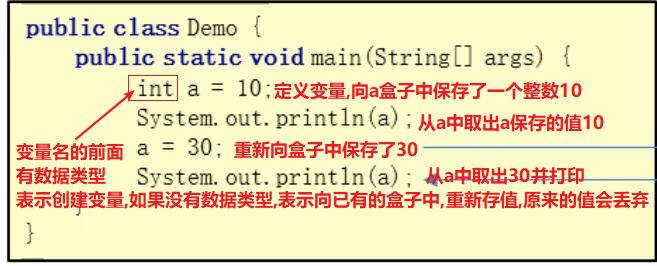 public class Demo {
public static void main(String[] args) {
int a = 10;定义变量,向a盒子中保存了一个整数10
System.out.println(a);从a中取出a保存的值10
变量名的前面
a = 30; 重新向盒子中保存了30
有数据类型
System.out.println(a); 从a中取出30并打印
表示创建变量,如果没有数据类型,表示向已有的盒子中,重新存值,原来的值会丢弃
}
}